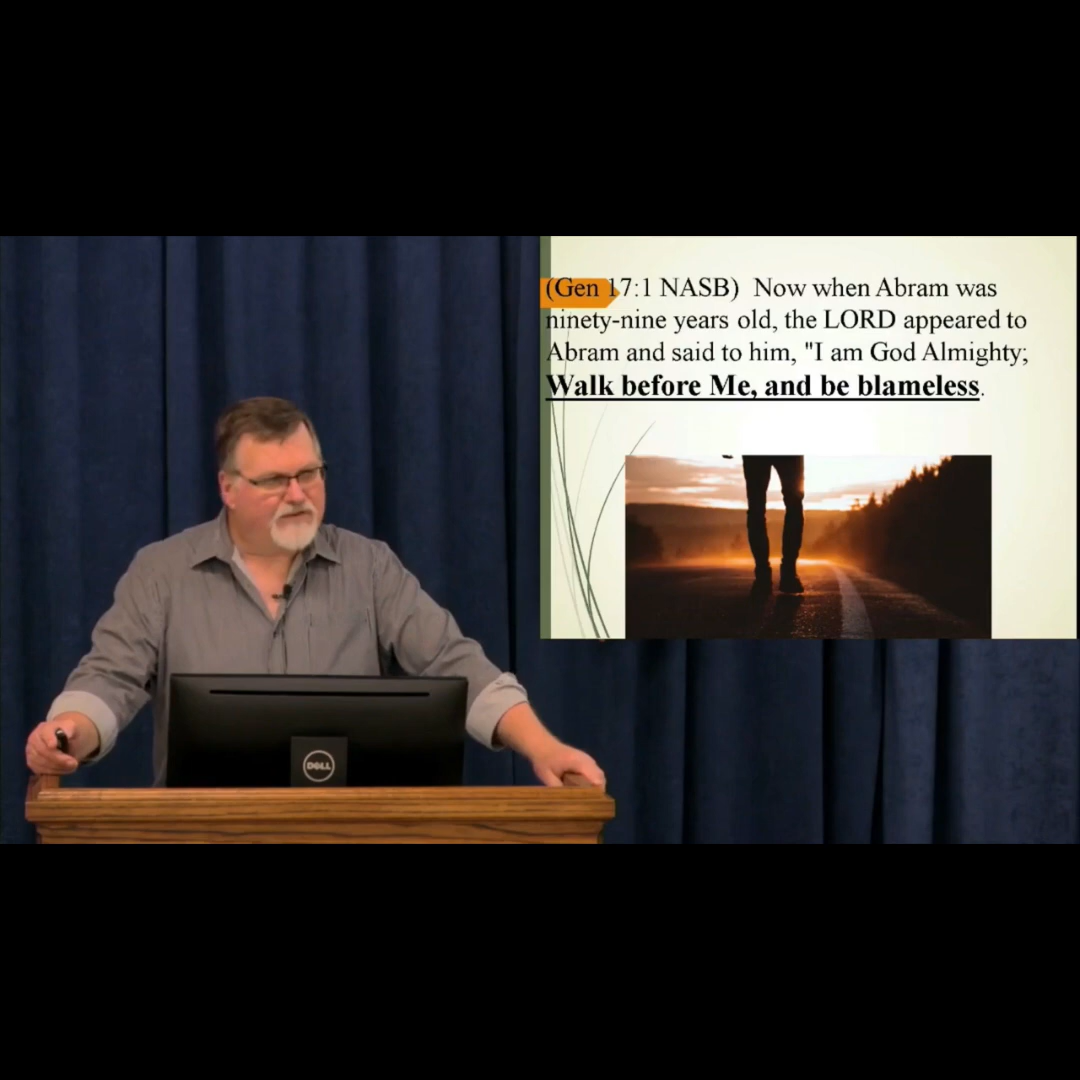 (Gen 17:1 NASB)  Now when Abram was
ninety-nine years old, the LORD appeared to
Abram and said to him, "I am God Almighty;
Walk before Me, and be blameless.
DELL